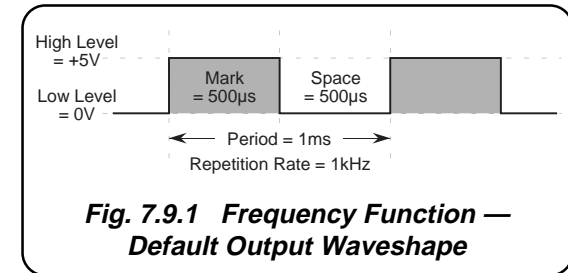 High Level
= +5V
Mark
= 500µs
Space
= 500µs
Low Level
= 0V
Period = 1ms
Repetition Rate = 1kHz
Fig. 7.9.1 Frequency Function —
Default Output Waveshape